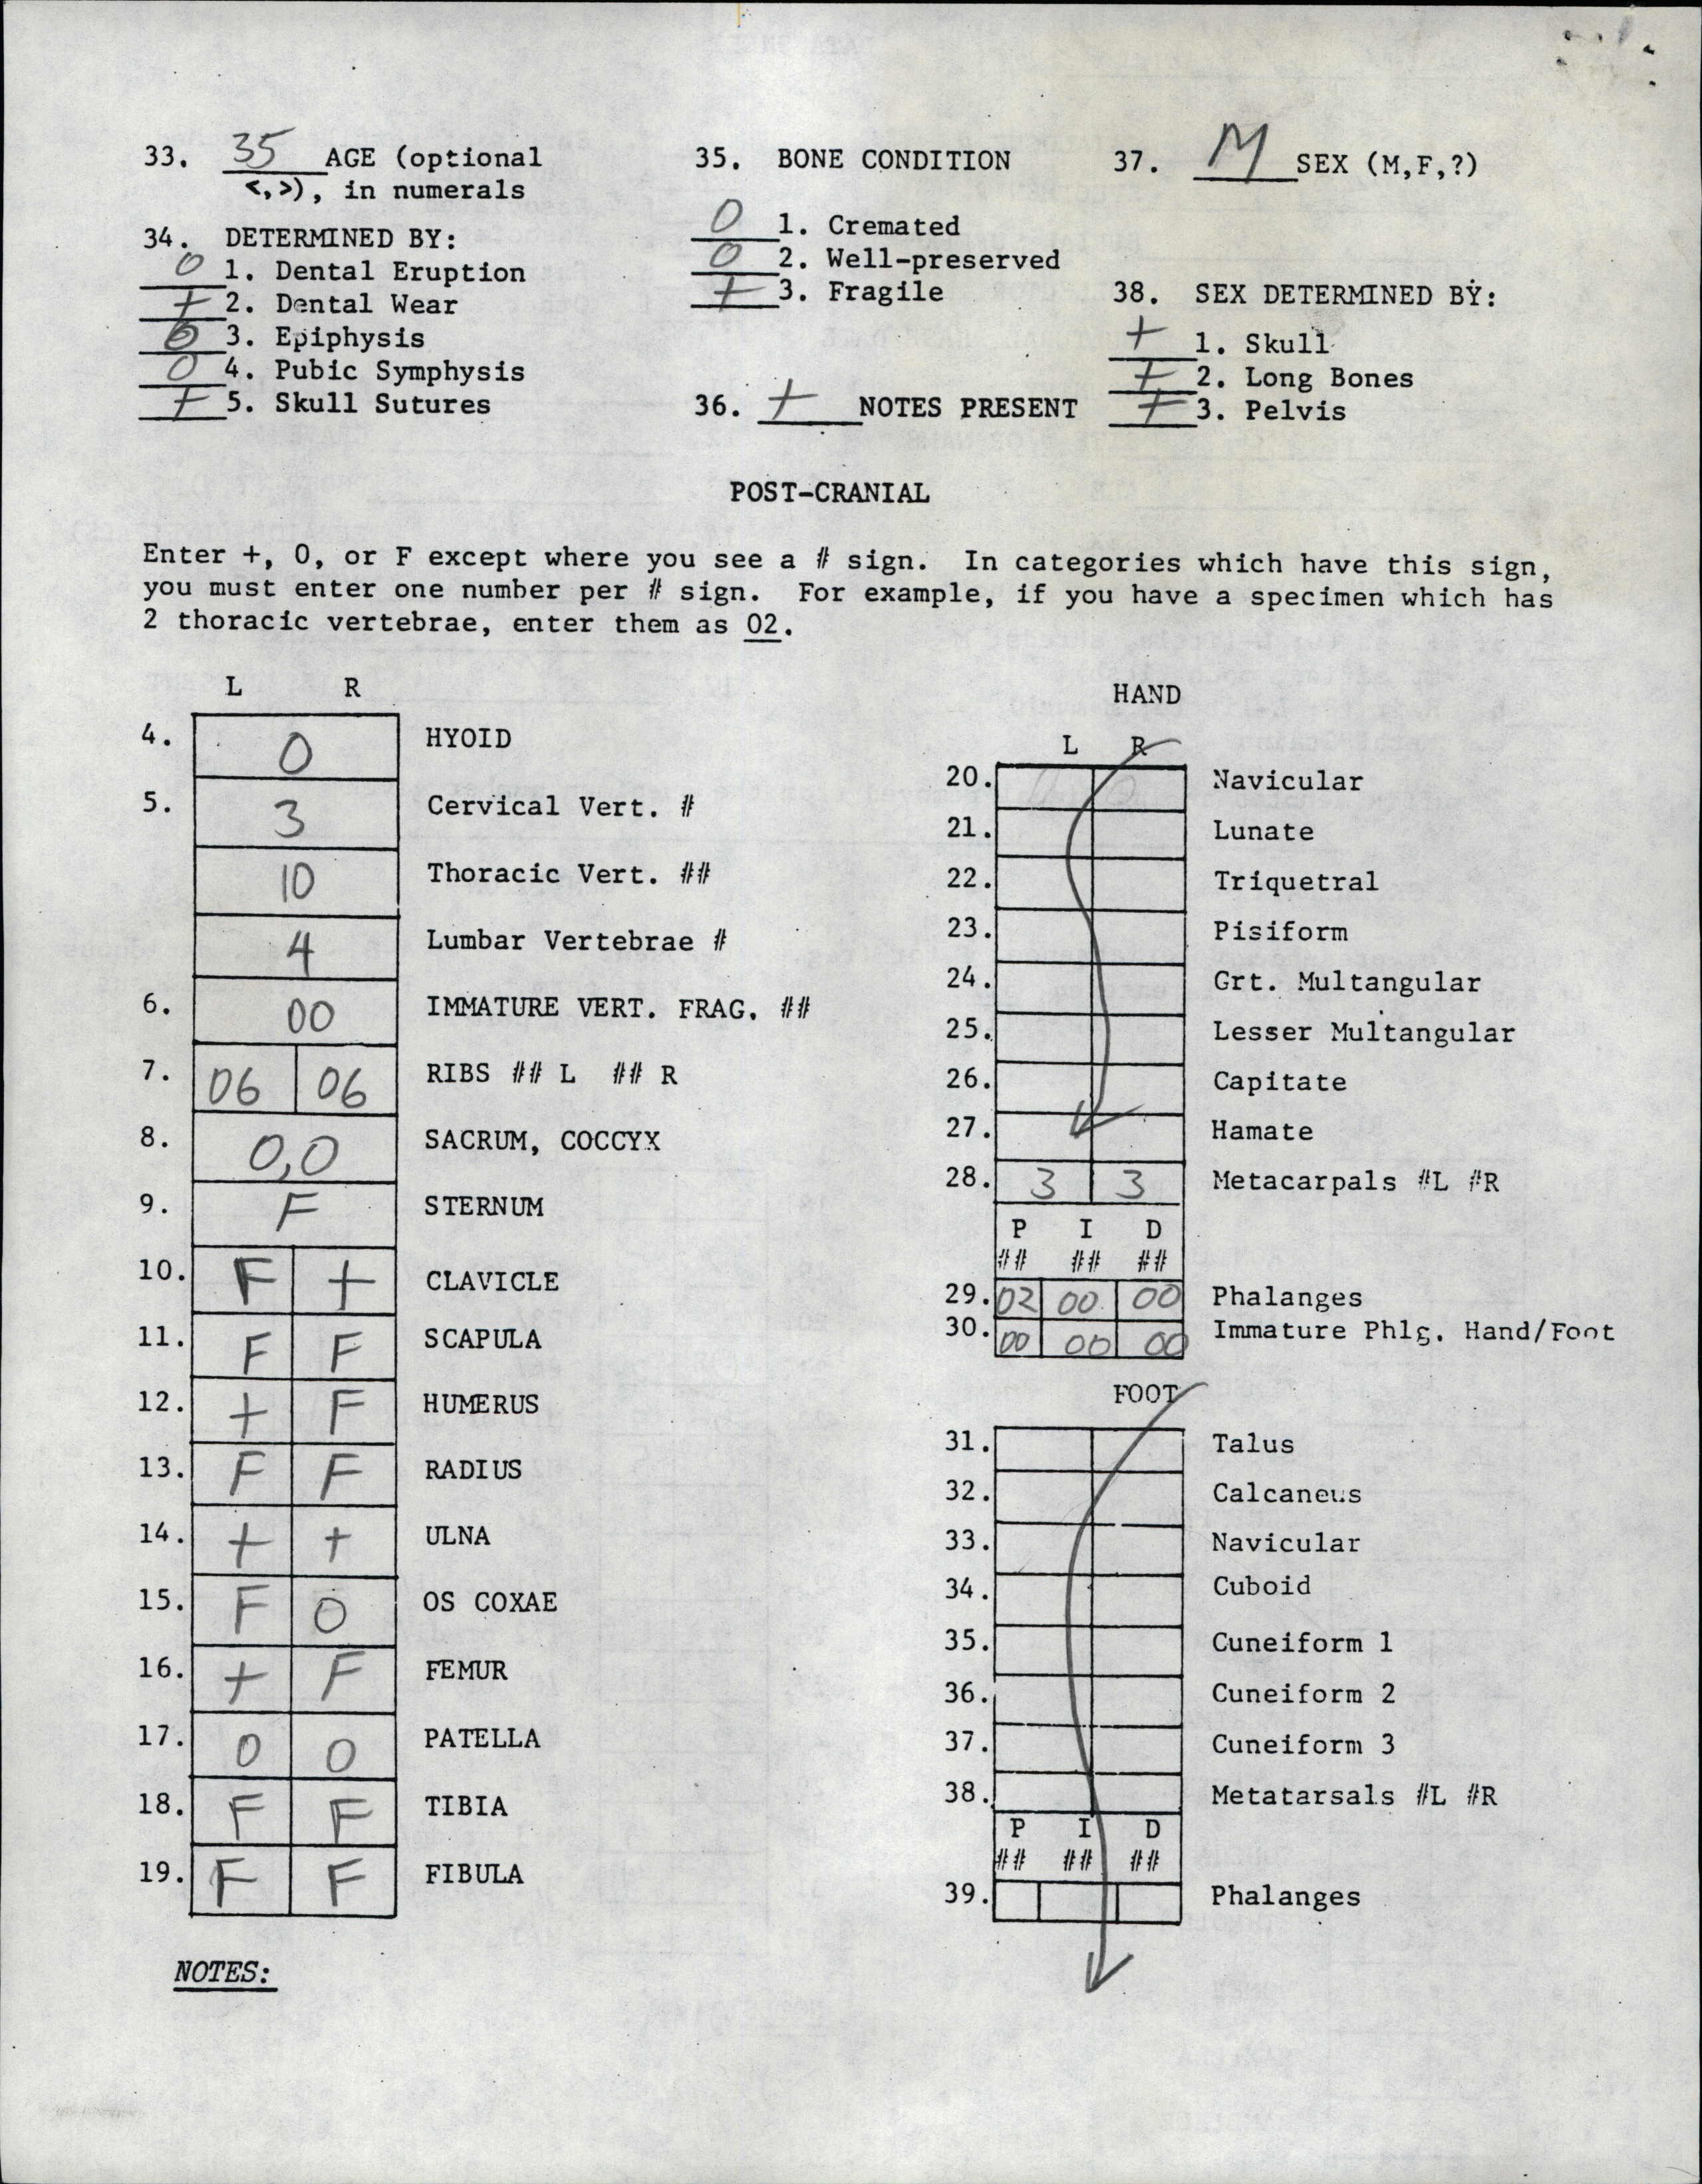 33. 35 AGE (optional
<,>), in numerals
34. DETERMINED BY:
0 1. Dental Eruption
+ 2. Dental Wear
0 3. Epiphysis
0 4. Pubic Symphysis
+ 5. Skull Sutures
35. BONE CONDITION
0 1. Cremated
0 2. Well-preserved
+ 3. Fragile
36. + NOTES PRESENT
37. M SEX (M,F,?)
38. SEX DETERMINED BY:
+ 1. Skull
+ 2. Long Bones
+ 3. Pelvis
POST-CRANIAL
Enter +, 0, or F except where you see a # sign. In categories which have this sign,
you must enter one number per # sign. For example, if you have a specimen which has
2 thoracic vertebrae, enter them as 02.
L R
4. 0 HYOID
5. 3 Cervical Vert. #
10 Thoracic Vert. ##
4 Lumbar Vertebrae #
6. 00 IMMATURE VERT. FRAG. ##
7. 06 06 RIBS ## L ## R
8. 0,0 SACRUM, COCCYX
9. F STERNUM
10. F + CLAVICLE
11. F F SCAPULA
12. + F HUMERUS
13. F F RADIUS
14. + + ULNA
15. F 0 OS COXAE
16. + F FEMUR
17. 0 0 PATELLA
18. F F TIBIA
19. F F FIBULA
NOTES:
HAND
L R
20. Navicular
21. Lunate
22. Triquetral
23. Pisiform
24. Grt. Multangular
25. Lesser Multangular
26. Capitate
27. Hamate
28. 3 3 Metacarpals #L #R
P I D
## ## ##
29. 02 00 00 Phalanges
30. 00 00 00 Immature Phlg. Hand/Foot
FOOT
31. Talus
32. Calcaneus
33. Navicular
34. Cuboid
35. Cuneiform 1
36. Cuneiform 2
37. Cuneiform 3
38. Metatarsals #L #R
P I D
## ## ##
39. Phalanges